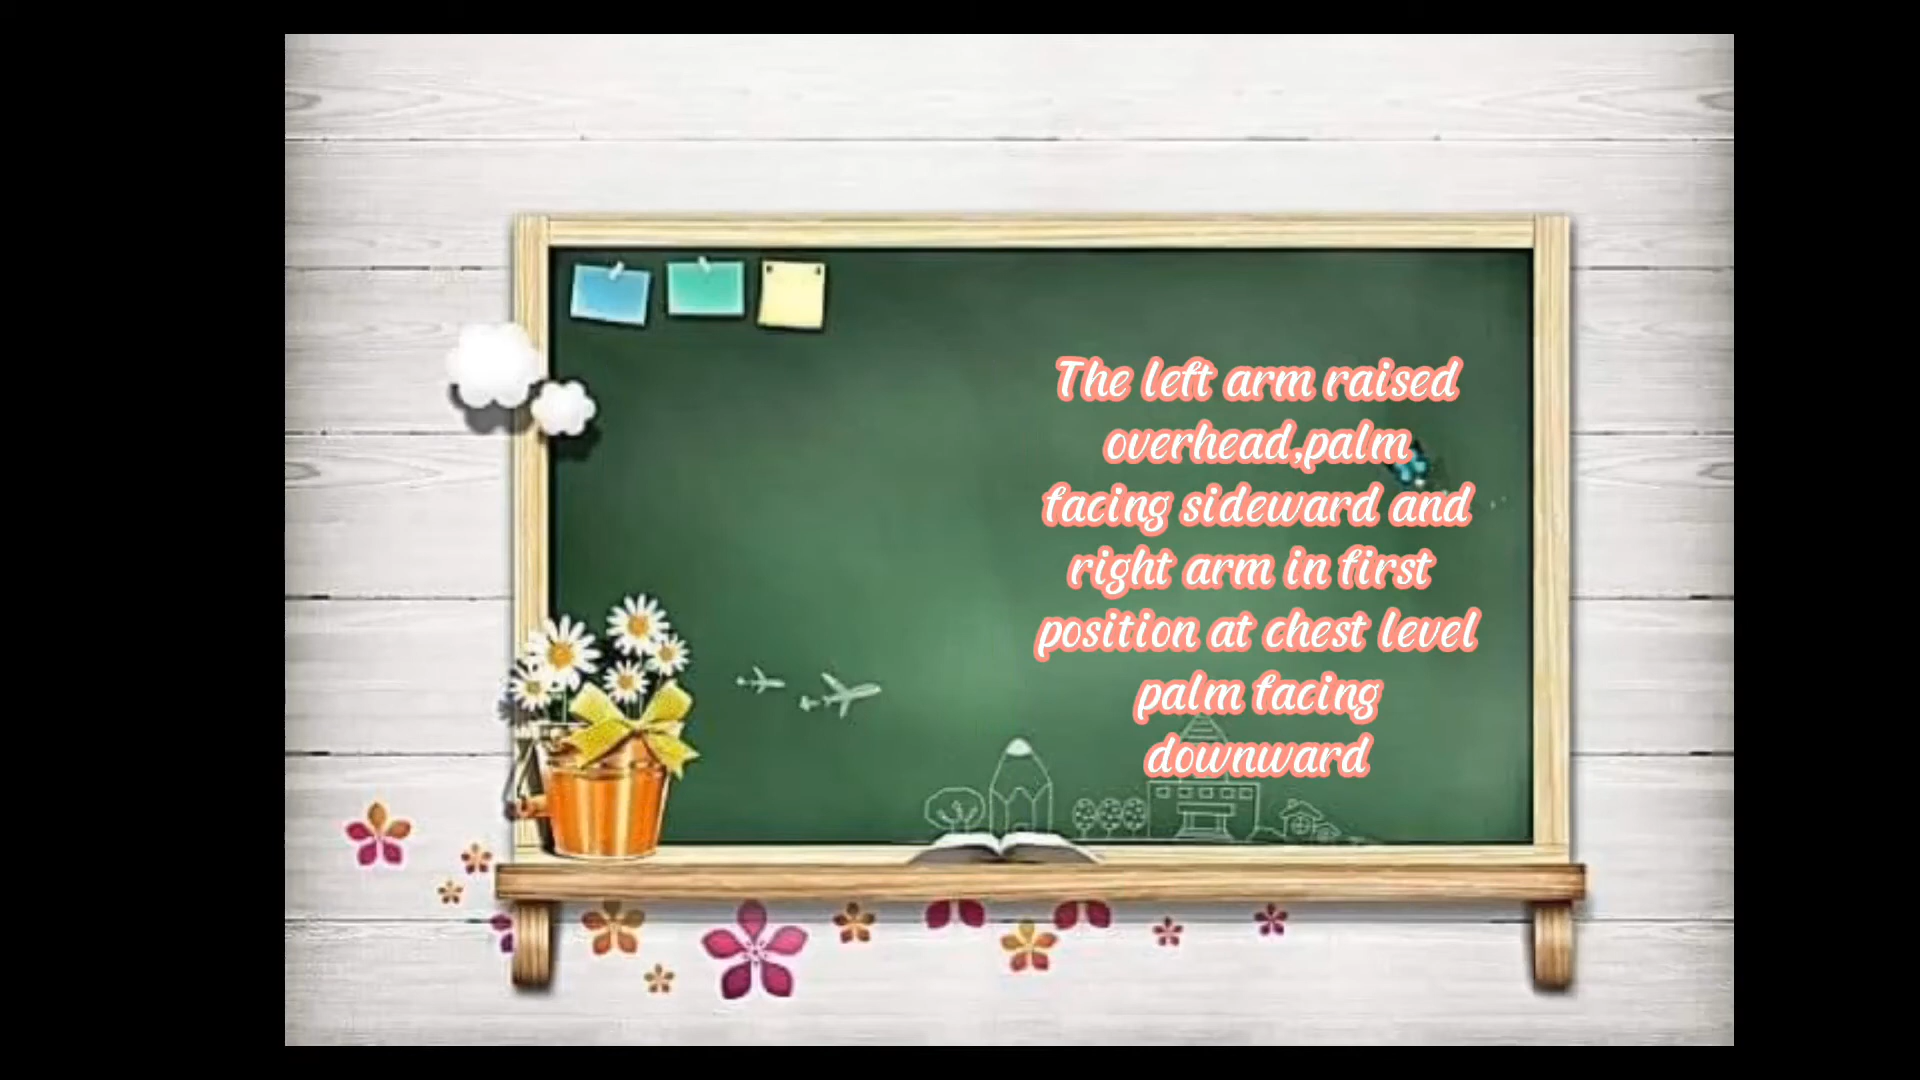 The left arm raised
overhead,palm
facing sideward and
right arm in first
position at chest level
palm facing
downward